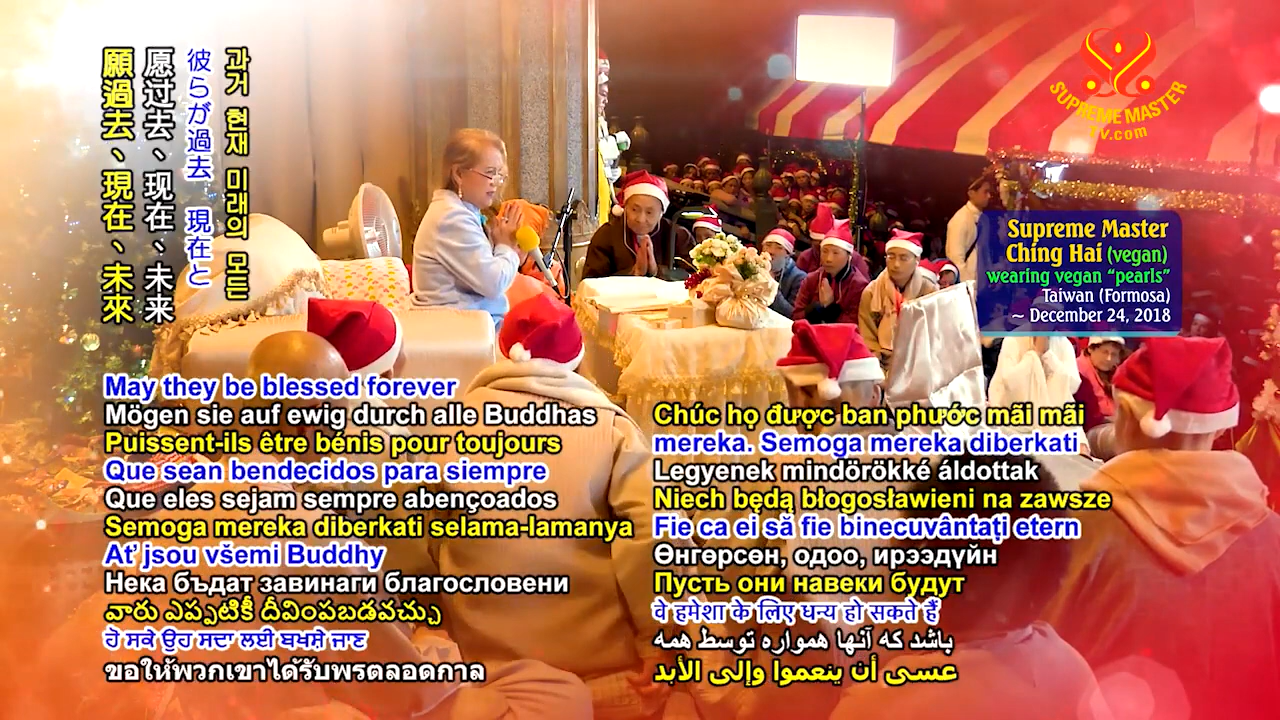 願過去、現在、未來
愿过去、现在、未来
彼らが過去 現在と
과거 현재 미래의 모든
SUPREME MASTER
TV.com
Supreme Master
Ching Hai (vegan)
wearing vegan “pearls”
Taiwan (Formosa)
~ December 24, 2018
May they be blessed forever
Mögen sie auf ewig durch alle Buddhas
Puissent-ils être bénis pour toujours
Que sean bendecidos para siempre
Que eles sejam sempre abençoados
Semoga mereka diberkati selama-lamanya
Ať jsou všemi Buddhy
Нека бъдат завинаги благословени
వారు ఎప్పటికీ దీవింపబడవచ్చు
ਹੋ ਸਕੇ ਉਹ ਸਦਾ ਲਈ ਬਖਸ਼ੇ ਜਾਣ
ขอให้พวกเขาได้รับพรตลอดกาล
Chúc họ được ban phước mãi mãi
mereka. Semoga mereka diberkati
Legyenek mindörökké áldottak
Niech będą błogosławieni na zawsze
Fie ca ei să fie binecuvântați etern
Өнгөрсөн, одоо, ирээдүйн
Пусть они навеки будут
वे हमेशा के लिए धन्य हो सकते हैं
باشد که آنها همواره توسط همه
عسى أن ينعموا وإلى الأبد